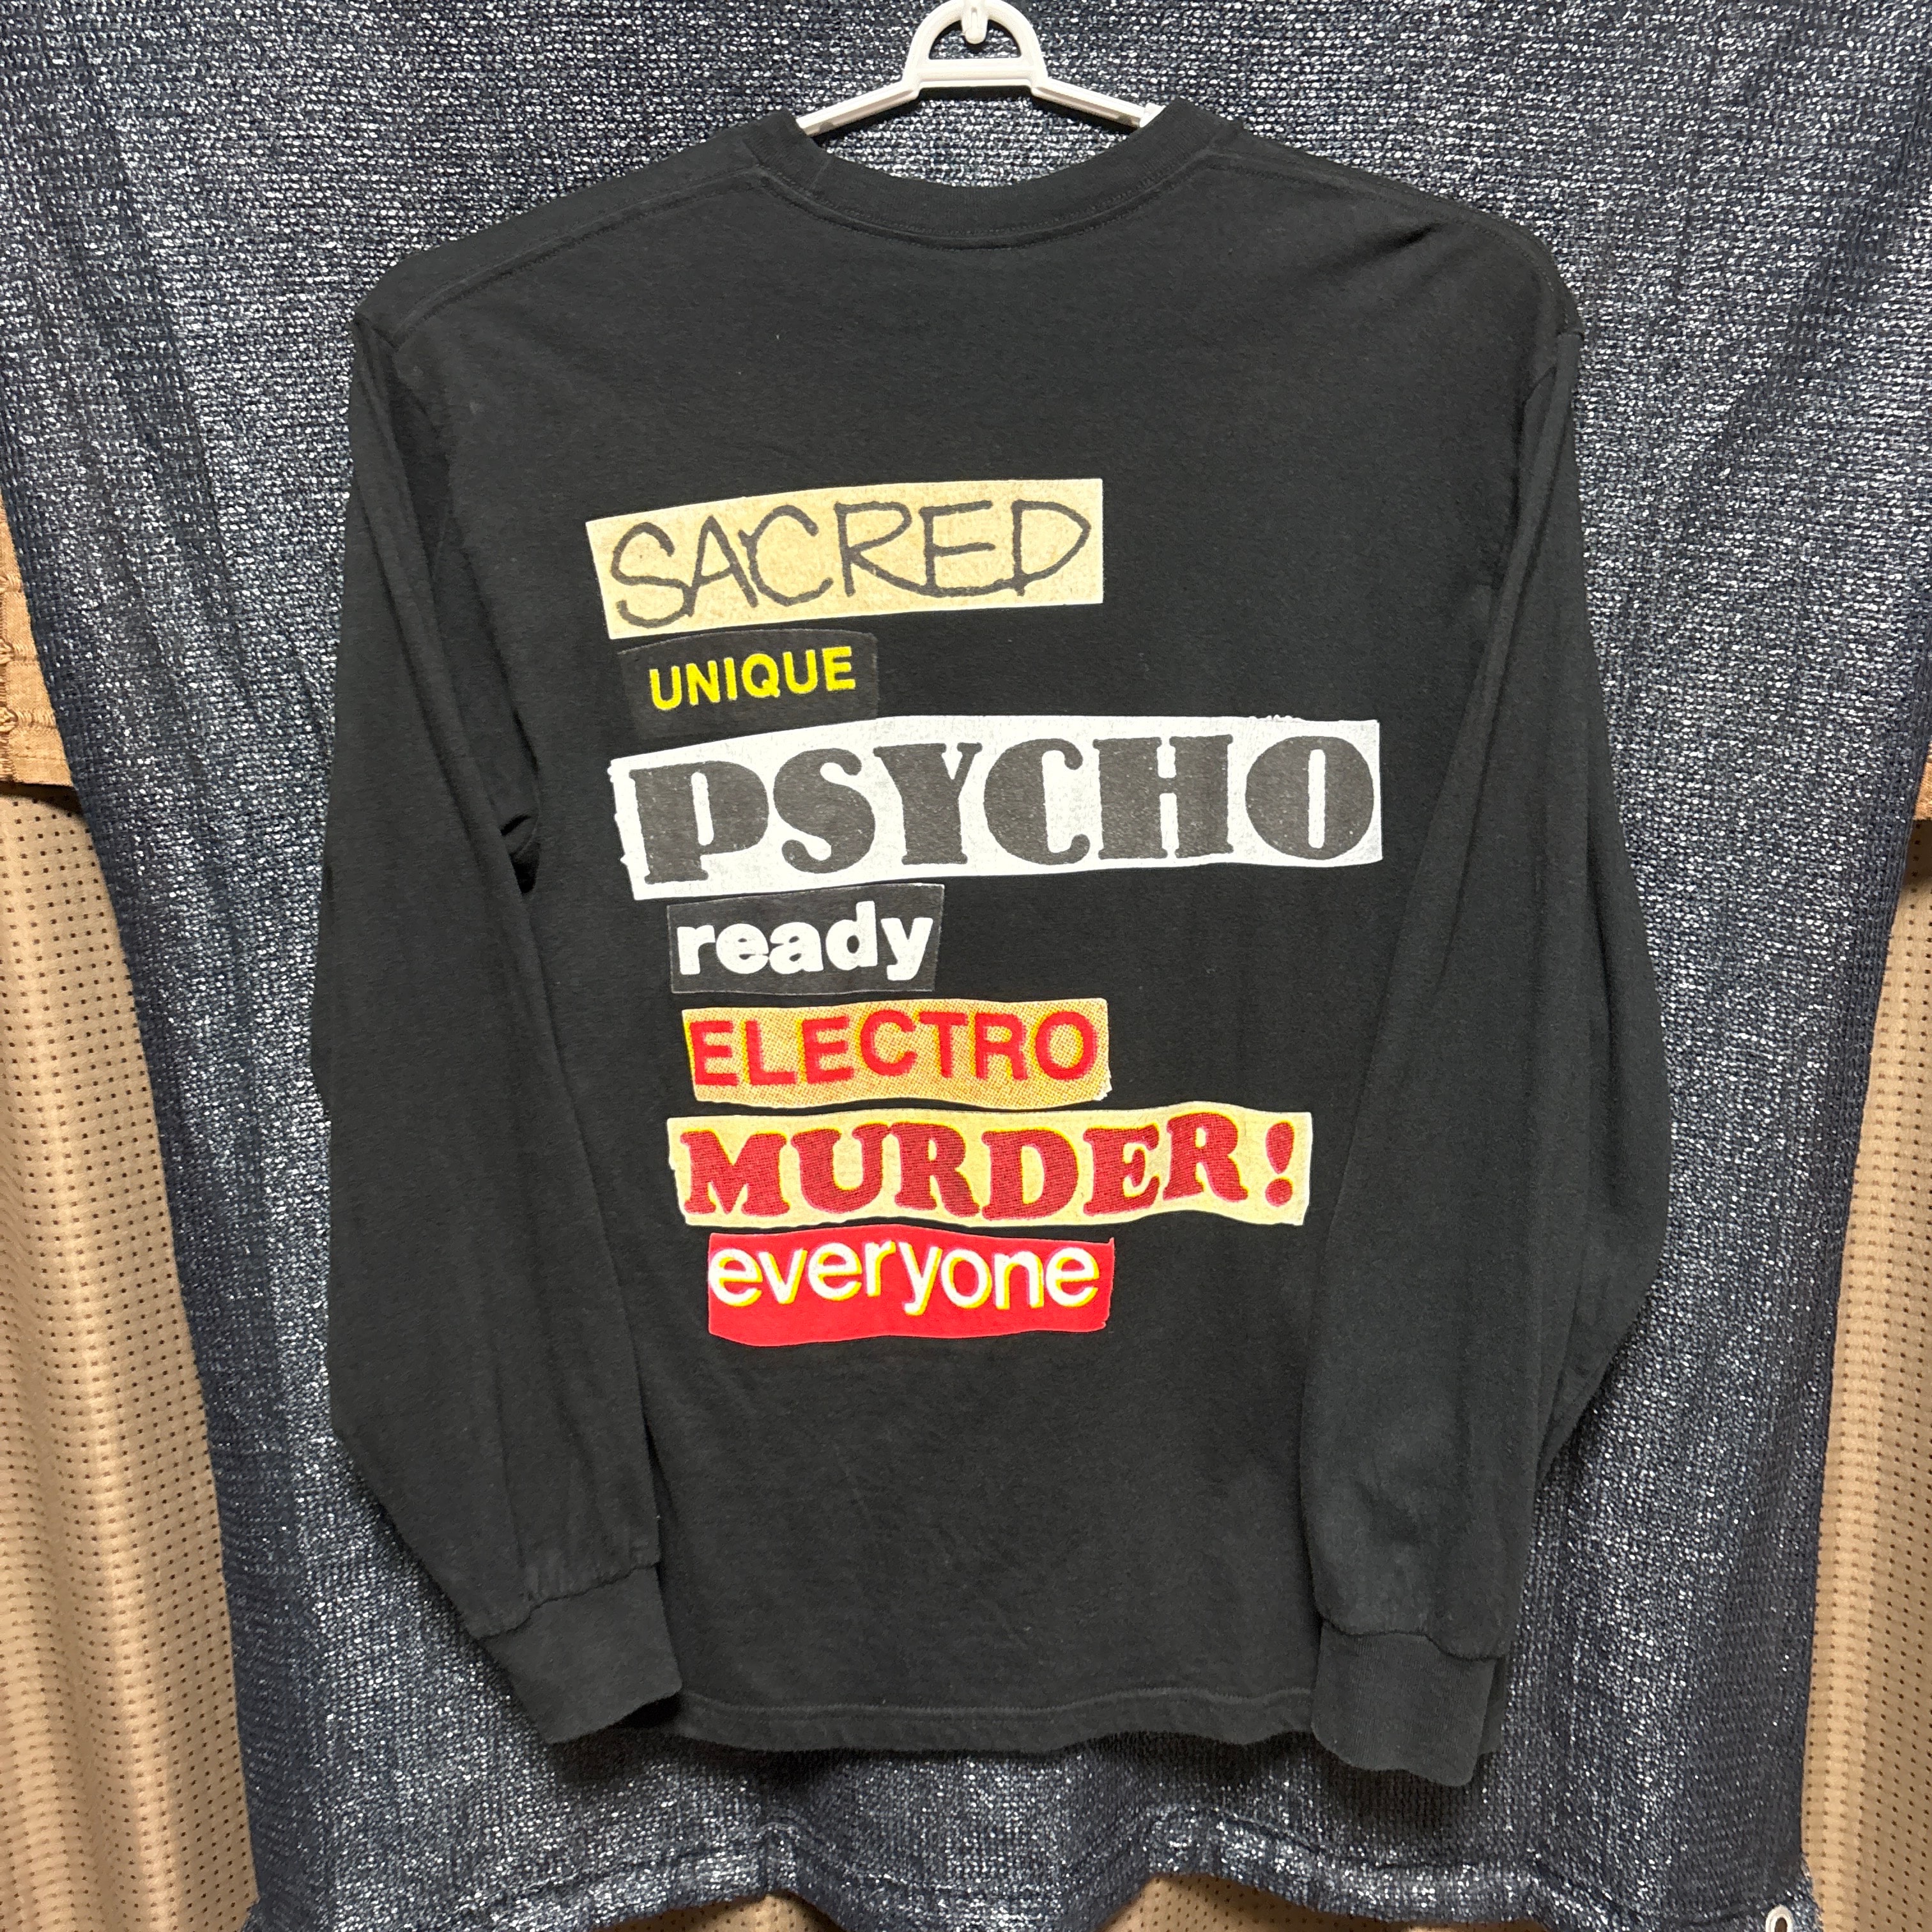 SACRED
UNIQUE
PSYCHO
ready
ELECTRO
MURDER!
everyone